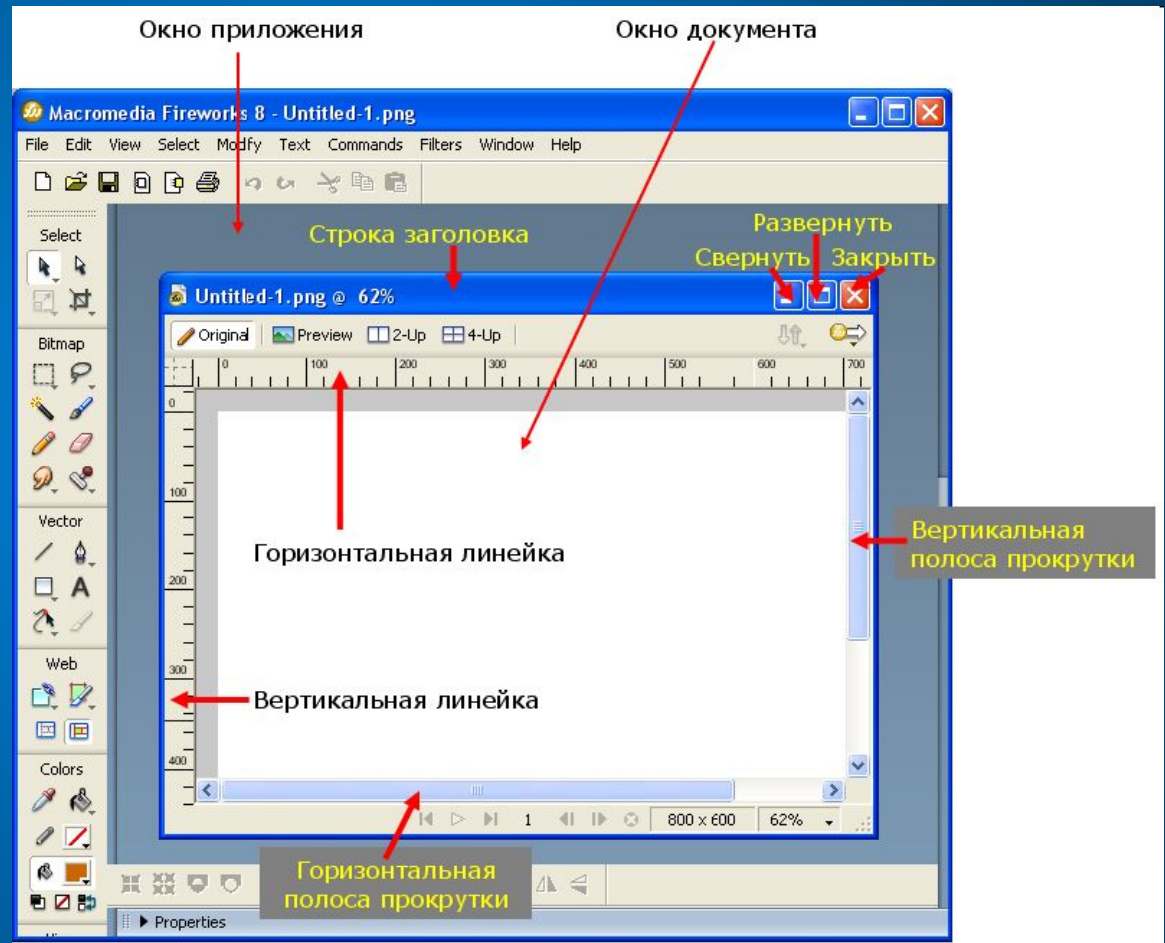 Окно приложения
Окно документа
Macromedia Fireworks 8 - Untitled-1.png
File Edit View Select Modify Text Commands Filters Window Help
Select
Строка заголовка
Развернуть
Свернуть Закрыть
Untitled-1.png @ 62%
Original Preview 2-Up 4-Up
Bitmap
0 100 200 300 400 500 600 700
0
100
Vector
Горизонтальная линейка
Вертикальная
полоса прокрутки
200
Web
300
Вертикальная линейка
Colors
400
1 800 x 600 62%
Горизонтальная
полоса прокрутки
Properties